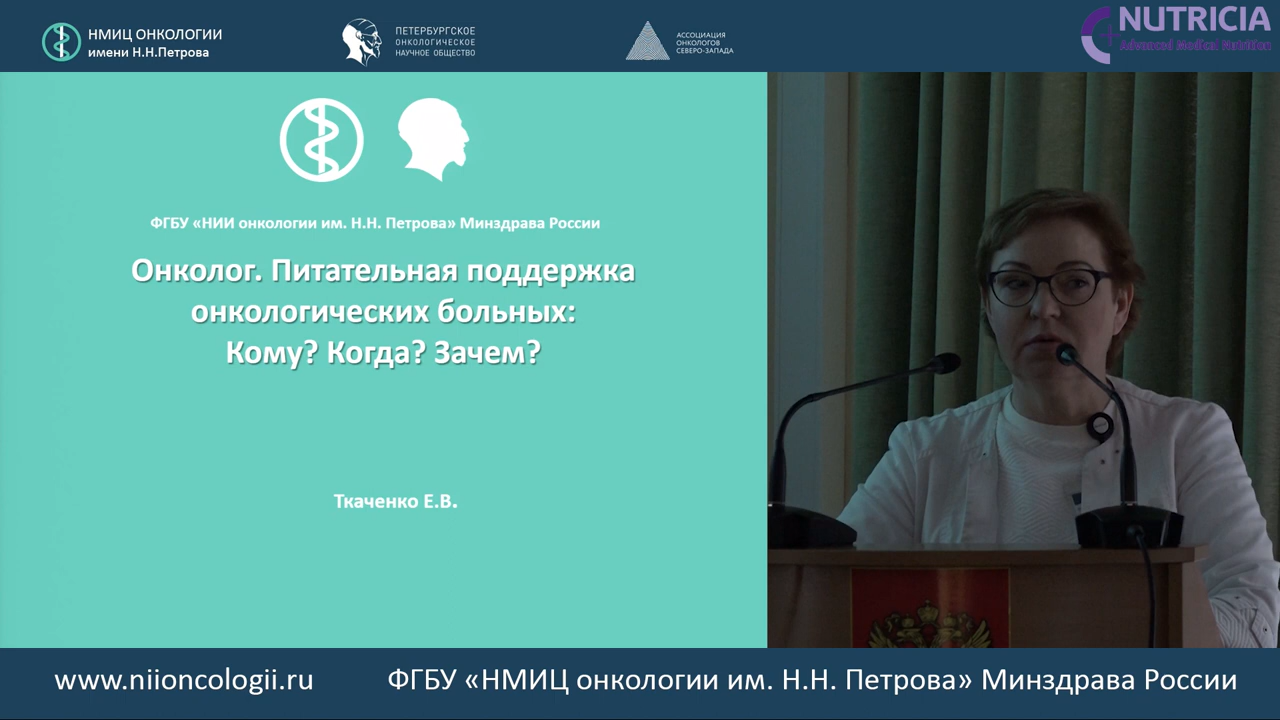 НМИЦ ОНКОЛОГИИ
имени Н.Н.Петрова
ПЕТЕРБУРГСКОЕ
ОНКОЛОГИЧЕСКОЕ
НАУЧНОЕ ОБЩЕСТВО
АССОЦИАЦИЯ
ОНКОЛОГОВ
СЕВЕРО-ЗАПАДА
NUTRICIA
Advanced Medical Nutrition
ФГБУ «НИИ онкологии им. Н.Н. Петрова» Минздрава России
Онколог. Питательная поддержка
онкологических больных:
Кому? Когда? Зачем?
Ткаченко Е.В.
www.niioncologii.ru
ФГБУ «НМИЦ онкологии им. Н.Н. Петрова» Минздрава России